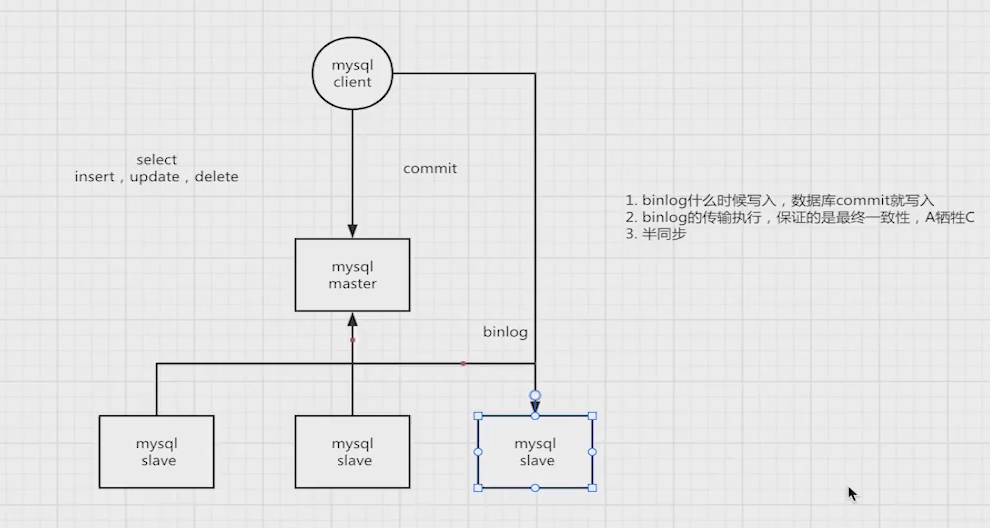 mysql
client
select
insert，update，delete
commit
1. binlog什么时候写入，数据库commit就写入
2. binlog的传输执行，保证的是最终一致性，A牺牲C
3. 半同步
mysql
master
binlog
mysql
slave
mysql
slave
mysql
slave